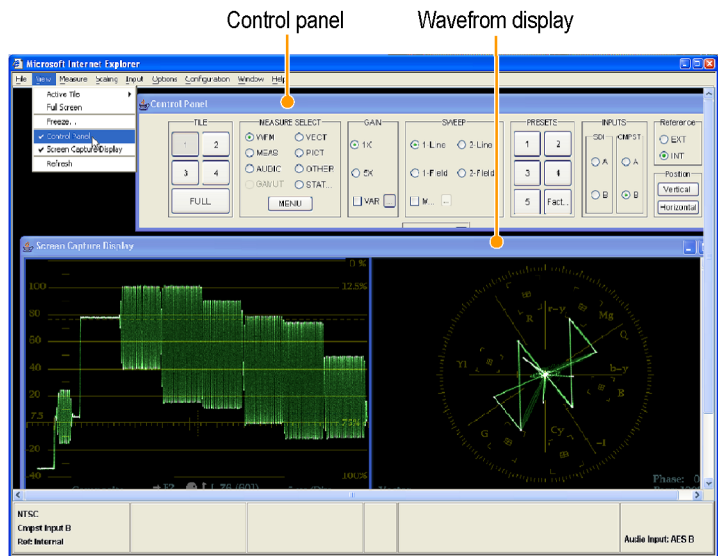 Control panel Wavefrom display
Microsoft Internet Explorer
File View Measure Scaling Input Options Configuration Window Help
Active Tile
Full Screen
Freeze...
Control Panel
Screen Capture Display
Refresh
Control Panel
TILE MEASURE SELECT GAIN SWEEP PRESETS INPUTS Reference
1 2 WFM VECT 1X 1-Line 2-Line 1 2 SDI CMPST EXT
MEAS PICT INT
3 4 AUDIO OTHER 5X 1-Field 2-Field 3 4 A A Position
GAMUT STAT... Vertical
FULL MENU VAR ... M... ... 5 Fact... B B Horizontal
Screen Capture Display
0 %
100 12.5%
80
60
40
20
7.5 75%
-20
-40 100%
R r-y Mg Q
Yl b-y
B
G Cy -I
Phase: 0
NTSC
Cmpst Input B
Ref: Internal
Audio Input: AES B